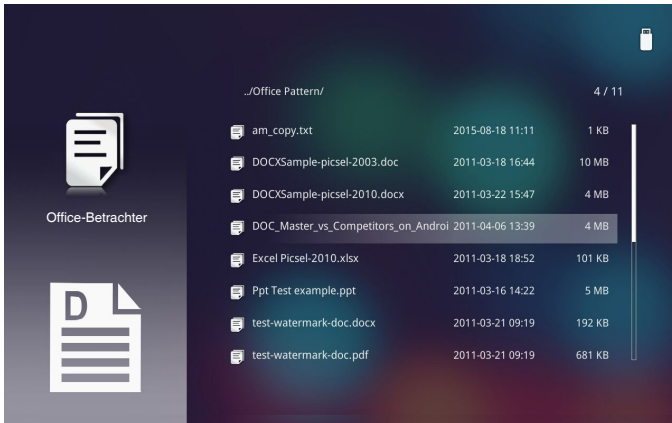 ../Office Pattern/ 4 / 11
am_copy.txt 2015-08-18 11:11 1 KB
DOCXSample-picsel-2003.doc 2011-03-18 16:44 10 MB
DOCXSample-picsel-2010.docx 2011-03-22 15:47 4 MB
Office-Betrachter
DOC_Master_vs_Competitors_on_Androi 2011-04-06 13:39 4 MB
Excel Picsel-2010.xlsx 2011-03-18 18:52 101 KB
Ppt Test example.ppt 2011-03-16 14:22 5 MB
D
test-watermark-doc.docx 2011-03-21 09:19 192 KB
test-watermark-doc.pdf 2011-03-21 09:19 681 KB